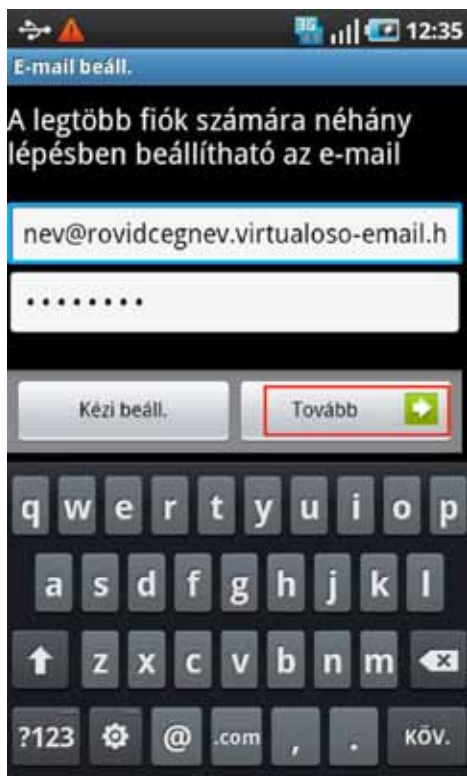 3G 12:35
E-mail beáll.
A legtöbb fiók számára néhány
lépésben beállítható az e-mail
nev@rovidcegnev.virtualoso-email.h
••••••••
Kézi beáll. Tovább
q w e r t y u i o p
a s d f g h j k l
z x c v b n m
?123 @ .com , . KÖV.